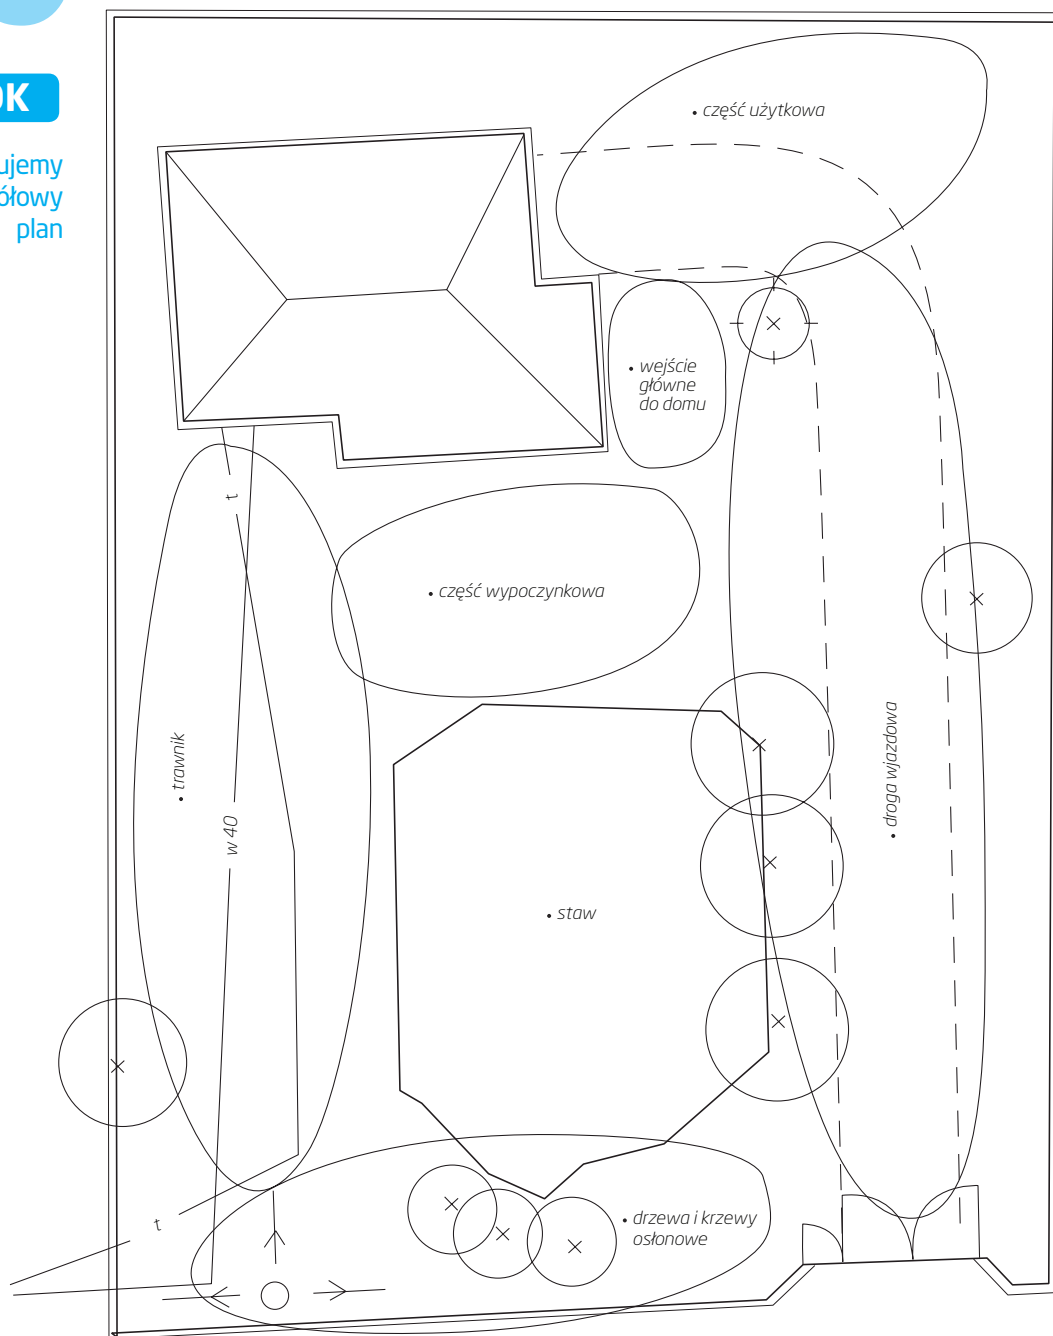 OK
ujemy
ółowy
plan
• część użytkowa
• wejście
główne
do domu
t
• część wypoczynkowa
• trawnik
• droga wjazdowa
w 40
• staw
t
• drzewa i krzewy
osłonowe